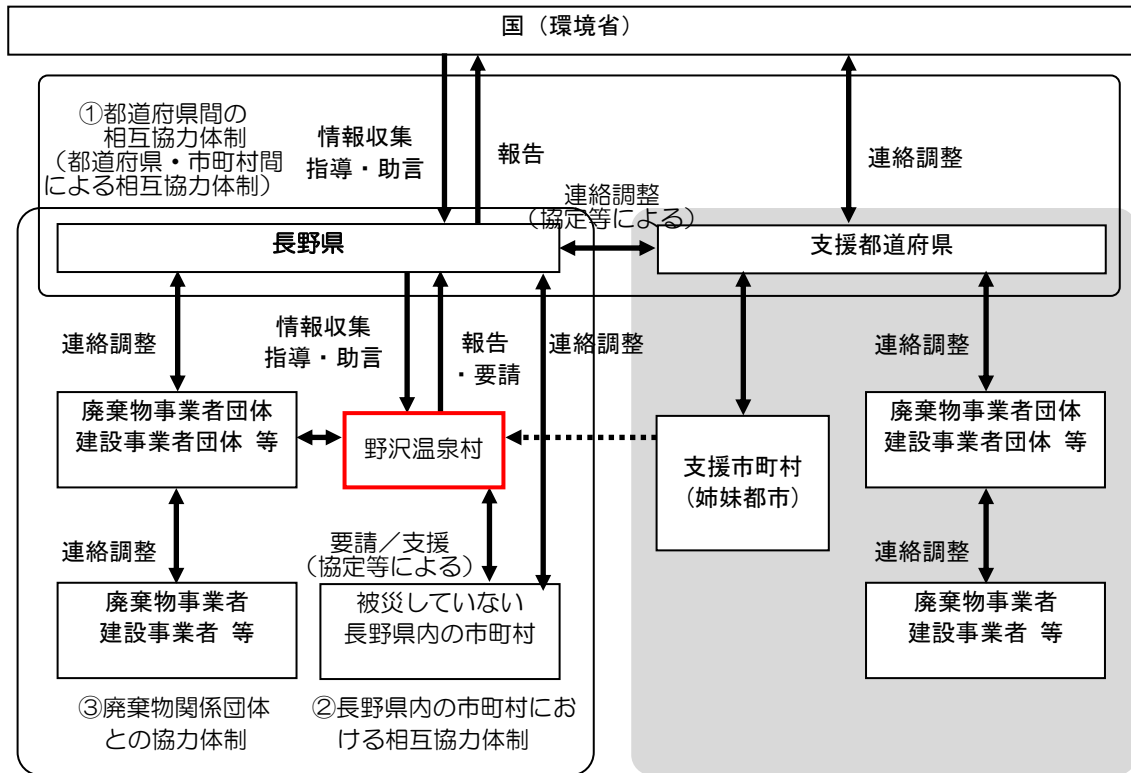 国（環境省）
①都道府県間の
相互協力体制
（都道府県・市町村間
による相互協力体制）
情報収集
指導・助言
報告
連絡調整
連絡調整
（協定等による）
長野県
支援都道府県
連絡調整
情報収集
指導・助言
報告
・要請
連絡調整
連絡調整
廃棄物事業者団体
建設事業者団体 等
野沢温泉村
支援市町村
（姉妹都市）
廃棄物事業者団体
建設事業者団体 等
連絡調整
要請／支援
（協定等による）
連絡調整
廃棄物事業者
建設事業者 等
被災していない
長野県内の市町村
廃棄物事業者
建設事業者 等
③廃棄物関係団体
との協力体制
②長野県内の市町村にお
ける相互協力体制